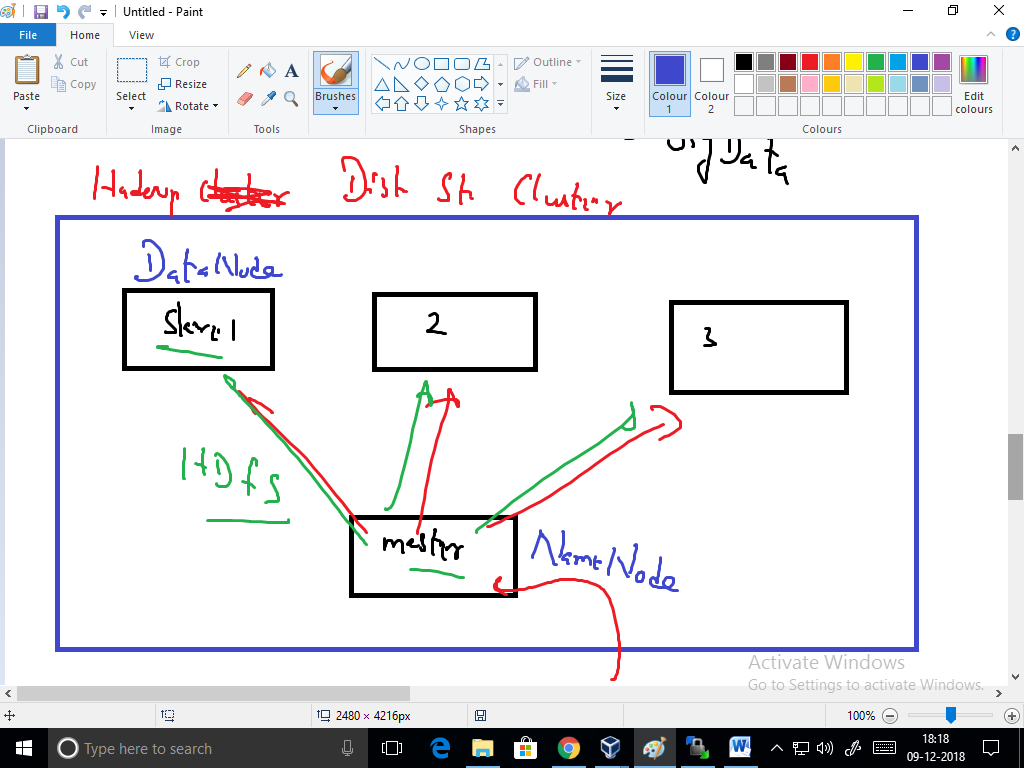 Untitled - Paint
File Home View
Paste Cut Copy Select Crop Resize Rotate A Brushes Outline Fill Size Colour 1 Colour 2 Edit colours
Clipboard Image Tools Shapes Colours
BigData
Hadoop Dist St Cluster
DataNode
Slave 1 2 3
HDfs
master NameNode
Activate Windows
Go to Settings to activate Windows.
2480 × 4216px 100%
Type here to search
18:18
09-12-2018